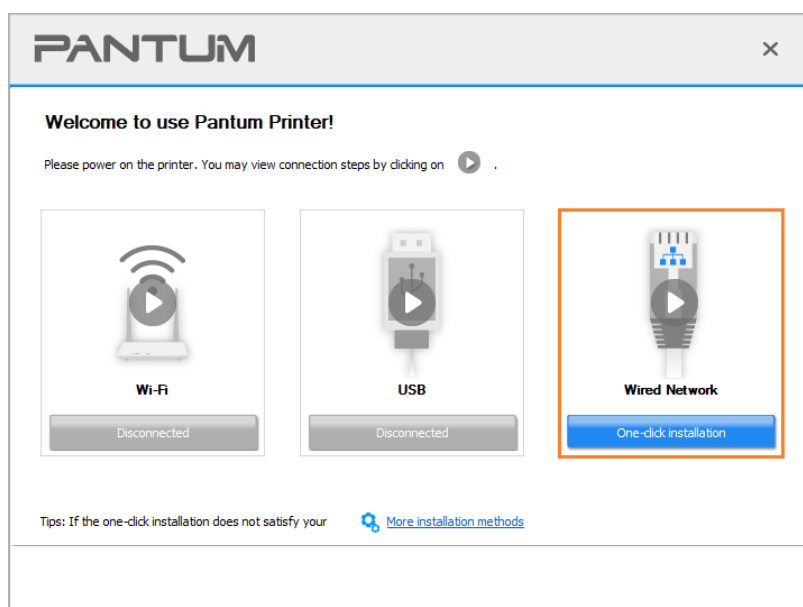 PANTUM
Welcome to use Pantum Printer!
Please power on the printer. You may view connection steps by clicking on .
Wi-Fi
USB
Wired Network
Disconnected
Disconnected
One-click installation
Tips: If the one-click installation does not satisfy your
More installation methods